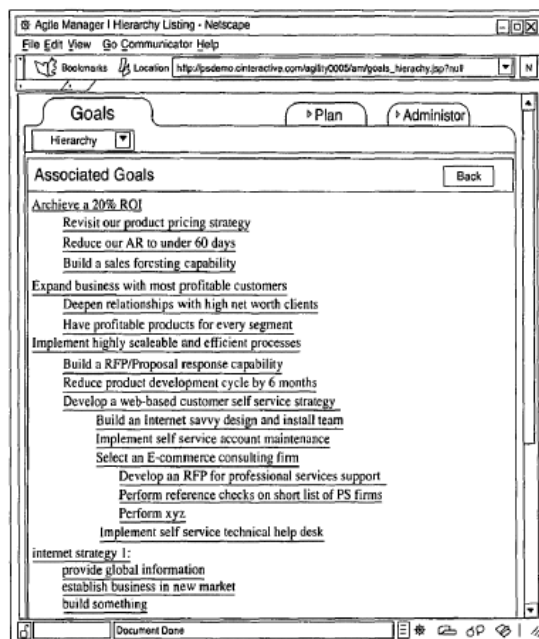 Agile Manager | Hierarchy Listing - Netscape
File Edit View Go Communicator Help
Bookmarks Location http://psdemo.cinteractive.com/agility0005/am/goals_hierachy.jsp?null N
Goals Plan Administor
Hierarchy
Associated Goals Back
Archieve a 20% ROI
Revisit our product pricing strategy
Reduce our AR to under 60 days
Build a sales foresting capability
Expand business with most profitable customers
Deepen relationships with high net worth clients
Have profitable products for every segment
Implement highly scaleable and efficient processes
Build a RFP/Proposal response capability
Reduce product development cycle by 6 months
Develop a web-based customer self service strategy
Build an Internet savvy design and install team
Implement self service account maintenance
Select an E-commerce consulting firm
Develop an RFP for professional services support
Perform reference checks on short list of PS firms
Perform xyz
Implement self service technical help desk
internet strategy 1:
provide global information
establish business in new market
build something
Document Done